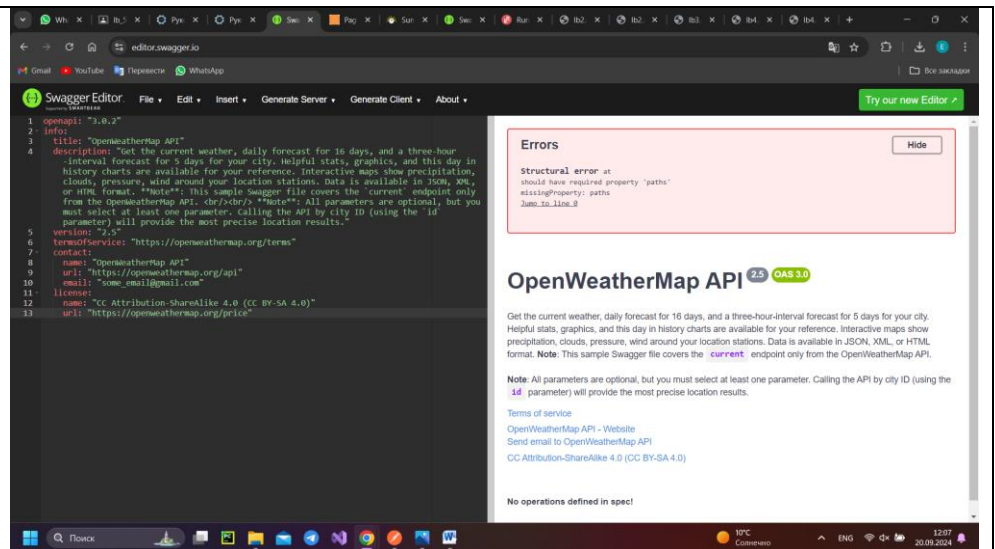 Wh
lb_5
Рук
Рук
Swa
Pag
Sun
Swa
Run
lb2.
lb2.
lb3.
lb4.
lb4.
editor.swagger.io
Gmail YouTube Перевести WhatsApp Все закладки
Swagger Editor. File Edit Insert Generate Server Generate Client About Try our new Editor
Supported by SMARTBEAR
1 openapi: "3.0.2"
2 info:
3 title: "OpenWeatherMap API"
4 description: "Get the current weather, daily forecast for 16 days, and a three-hour
-interval forecast for 5 days for your city. Helpful stats, graphics, and this day in
history charts are available for your reference. Interactive maps show precipitation,
clouds, pressure, wind around your location stations. Data is available in JSON, XML,
or HTML format. **Note**: This sample Swagger file covers the `current` endpoint only
from the OpenWeatherMap API. <br/><br/> **Note**: All parameters are optional, but you
must select at least one parameter. Calling the API by city ID (using the `id`
parameter) will provide the most precise location results."
5 version: "2.5"
6 termsOfService: "https://openweathermap.org/terms"
7 contact:
8 name: "OpenWeatherMap API"
9 url: "https://openweathermap.org/api"
10 email: "some_email@gmail.com"
11 license:
12 name: "CC Attribution-ShareAlike 4.0 (CC BY-SA 4.0)"
13 url: "https://openweathermap.org/price"
Errors
Hide
Structural error at
should have required property 'paths'
missingProperty: paths
Jump to line 0
OpenWeatherMap API 2.5 OAS 3.0
Get the current weather, daily forecast for 16 days, and a three-hour-interval forecast for 5 days for your city.
Helpful stats, graphics, and this day in history charts are available for your reference. Interactive maps show
precipitation, clouds, pressure, wind around your location stations. Data is available in JSON, XML, or HTML
format. Note: This sample Swagger file covers the current endpoint only from the OpenWeatherMap API.
Note: All parameters are optional, but you must select at least one parameter. Calling the API by city ID (using the
id parameter) will provide the most precise location results.
Terms of service
OpenWeatherMap API - Website
Send email to OpenWeatherMap API
CC Attribution-ShareAlike 4.0 (CC BY-SA 4.0)
No operations defined in spec!
Поиск
10°C
Солнечно
ENG
12:07
20.09.2024